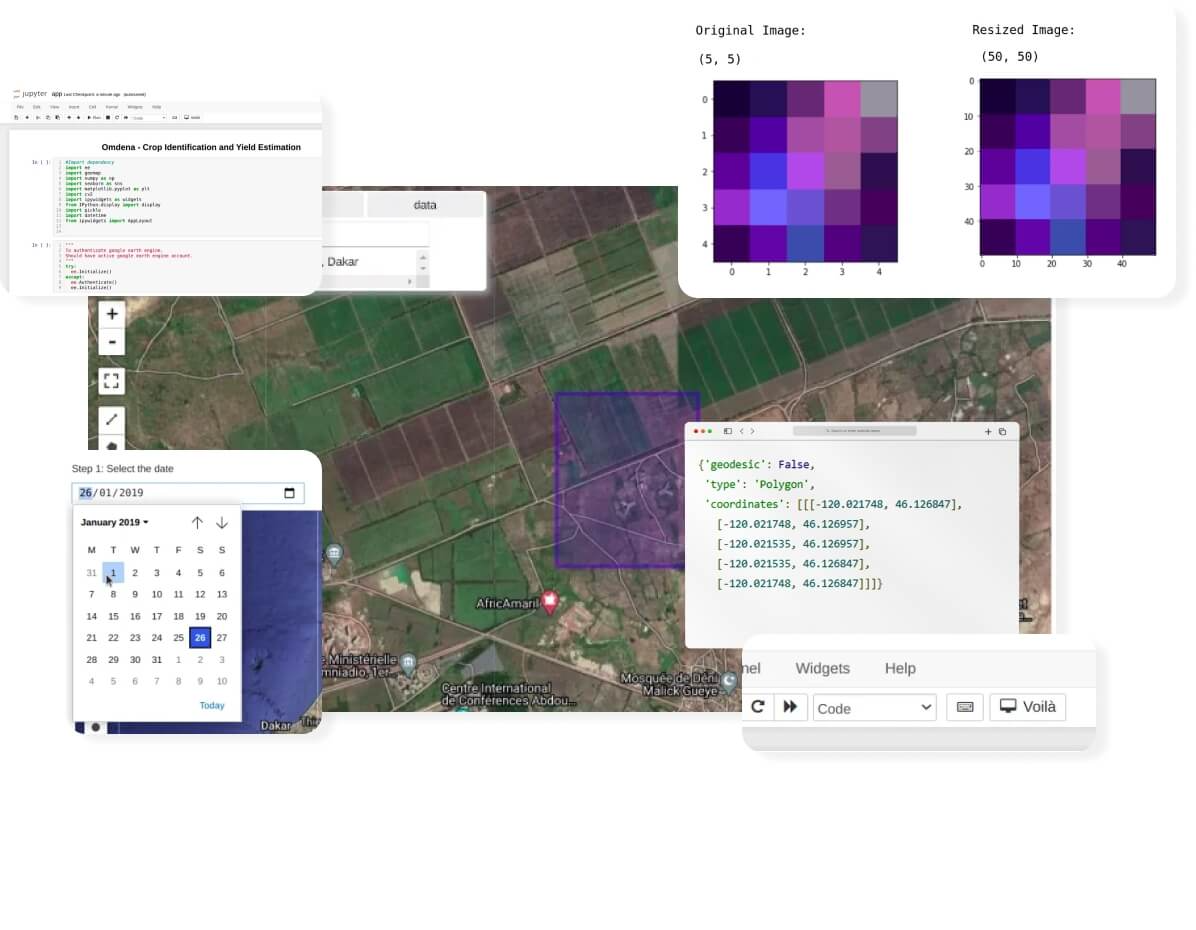 Original Image:
(5, 5)
0
1
2
3
4
0 1 2 3 4
Resized Image:
(50, 50)
0
10
20
30
40
0 10 20 30 40
jupyter app Last Checkpoint: a minute ago (autosaved)
File Edit View Insert Cell Kernel Widgets Help
Run
Code
Voilà
Omdena - Crop Identification and Yield Estimation
In [ ]:
#Import dependency
import ee
import geemap
import numpy as np
import seaborn as sns
import matplotlib.pyplot as plt
import cv2
import ipywidgets as widgets
from IPython.display import display
import pickle
import datetime
from ipywidgets import AppLayout
In [ ]:
"""
To authenticate google earth engine.
Should have active google earth engine account.
"""
try:
ee.Initialize()
except:
ee.Authenticate()
ee.Initialize()
data
, Dakar
+
-
Step 1: Select the date
26/01/2019
January 2019
M T W T F S S
31 1 2 3 4 5 6
7 8 9 10 11 12 13
14 15 16 17 18 19 20
21 22 23 24 25 26 27
28 29 30 31 1 2 3
4 5 6 7 8 9 10
Today
Dakar Thie
{'geodesic': False,
'type': 'Polygon',
'coordinates': [[[-120.021748, 46.126847],
[-120.021748, 46.126957],
[-120.021535, 46.126957],
[-120.021535, 46.126847],
[-120.021748, 46.126847]]]}
AfricAmaril
e Ministérielle
mniadio, 1er...
Centre International
de Conférences Abdou...
Mosquée de Déni
Malick Gueye
nel Widgets Help
Code
Voilà